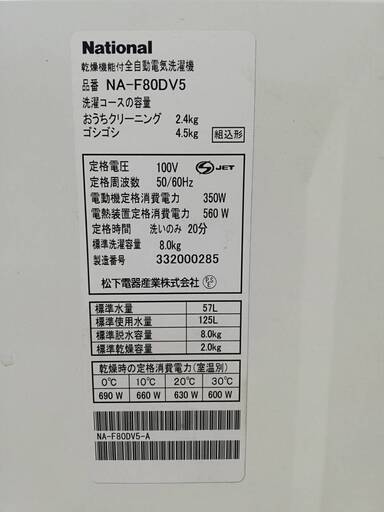 National
乾燥機能付全自動電気洗濯機
品番 NA-F80DV5
洗濯コースの容量
おうちクリーニング 2.4kg
ゴシゴシ 4.5kg 組込形
定格電圧 100V S JET
定格周波数 50/60Hz
電動機定格消費電力 350W
電熱装置定格消費電力 560W
定格時間 洗いのみ 20分
標準洗濯容量 8.0kg
製造番号 332000285
松下電器産業株式会社
標準水量 57L
標準使用水量 125L
標準脱水容量 8.0kg
標準乾燥容量 2.0kg
乾燥時の定格消費電力(室温別)
0℃ 10℃ 20℃ 30℃
690 W 660 W 630 W 600 W
NA-F80DV5-A